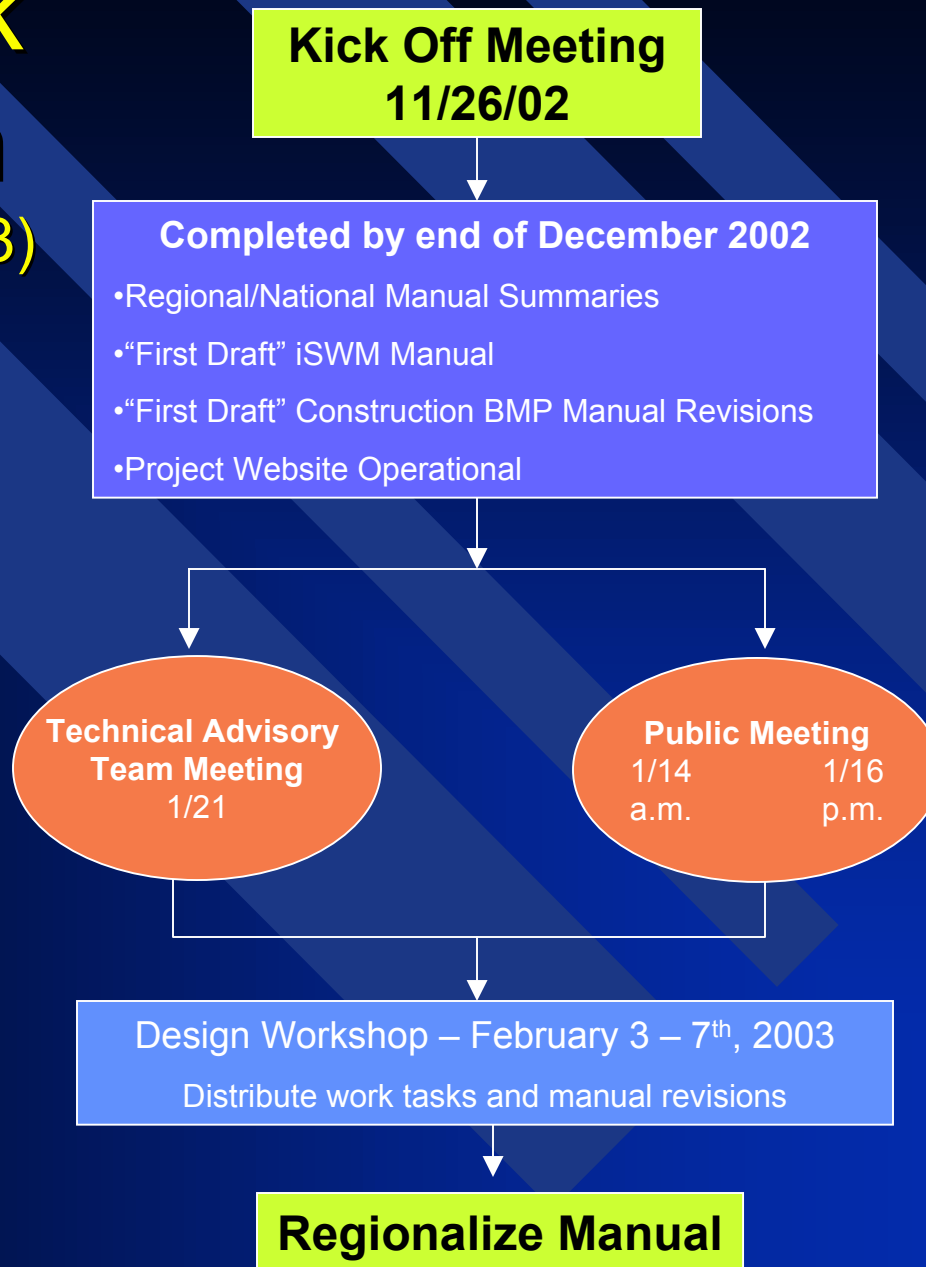 3)
Kick Off Meeting
11/26/02
Completed by end of December 2002
•Regional/National Manual Summaries
•“First Draft” iSWM Manual
•“First Draft” Construction BMP Manual Revisions
•Project Website Operational
Technical Advisory
Team Meeting
1/21
Public Meeting
1/14 1/16
a.m. p.m.
Design Workshop – February 3 – 7th, 2003
Distribute work tasks and manual revisions
Regionalize Manual